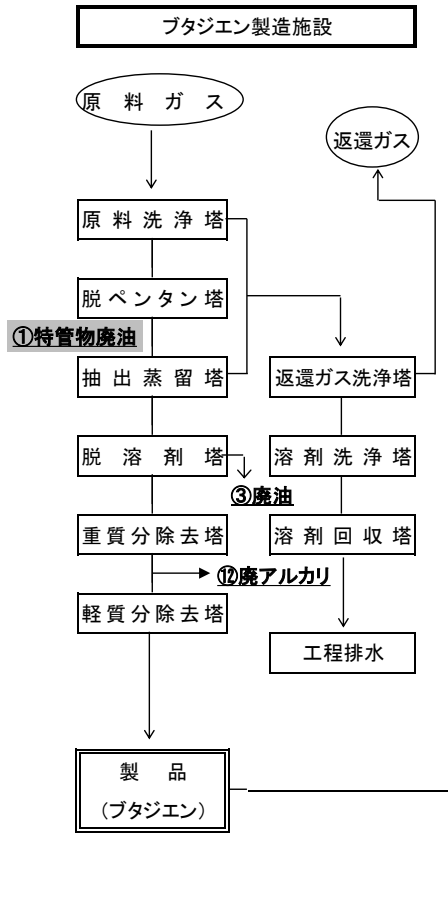 ブタジエン製造施設
原料ガス
返還ガス
原料洗浄塔
脱ペンタン塔
①特管物廃油
抽出蒸留塔
返還ガス洗浄塔
脱溶剤塔
溶剤洗浄塔
③廃油
重質分除去塔
溶剤回収塔
⑫廃アルカリ
軽質分除去塔
工程排水
製品
(ブタジエン)